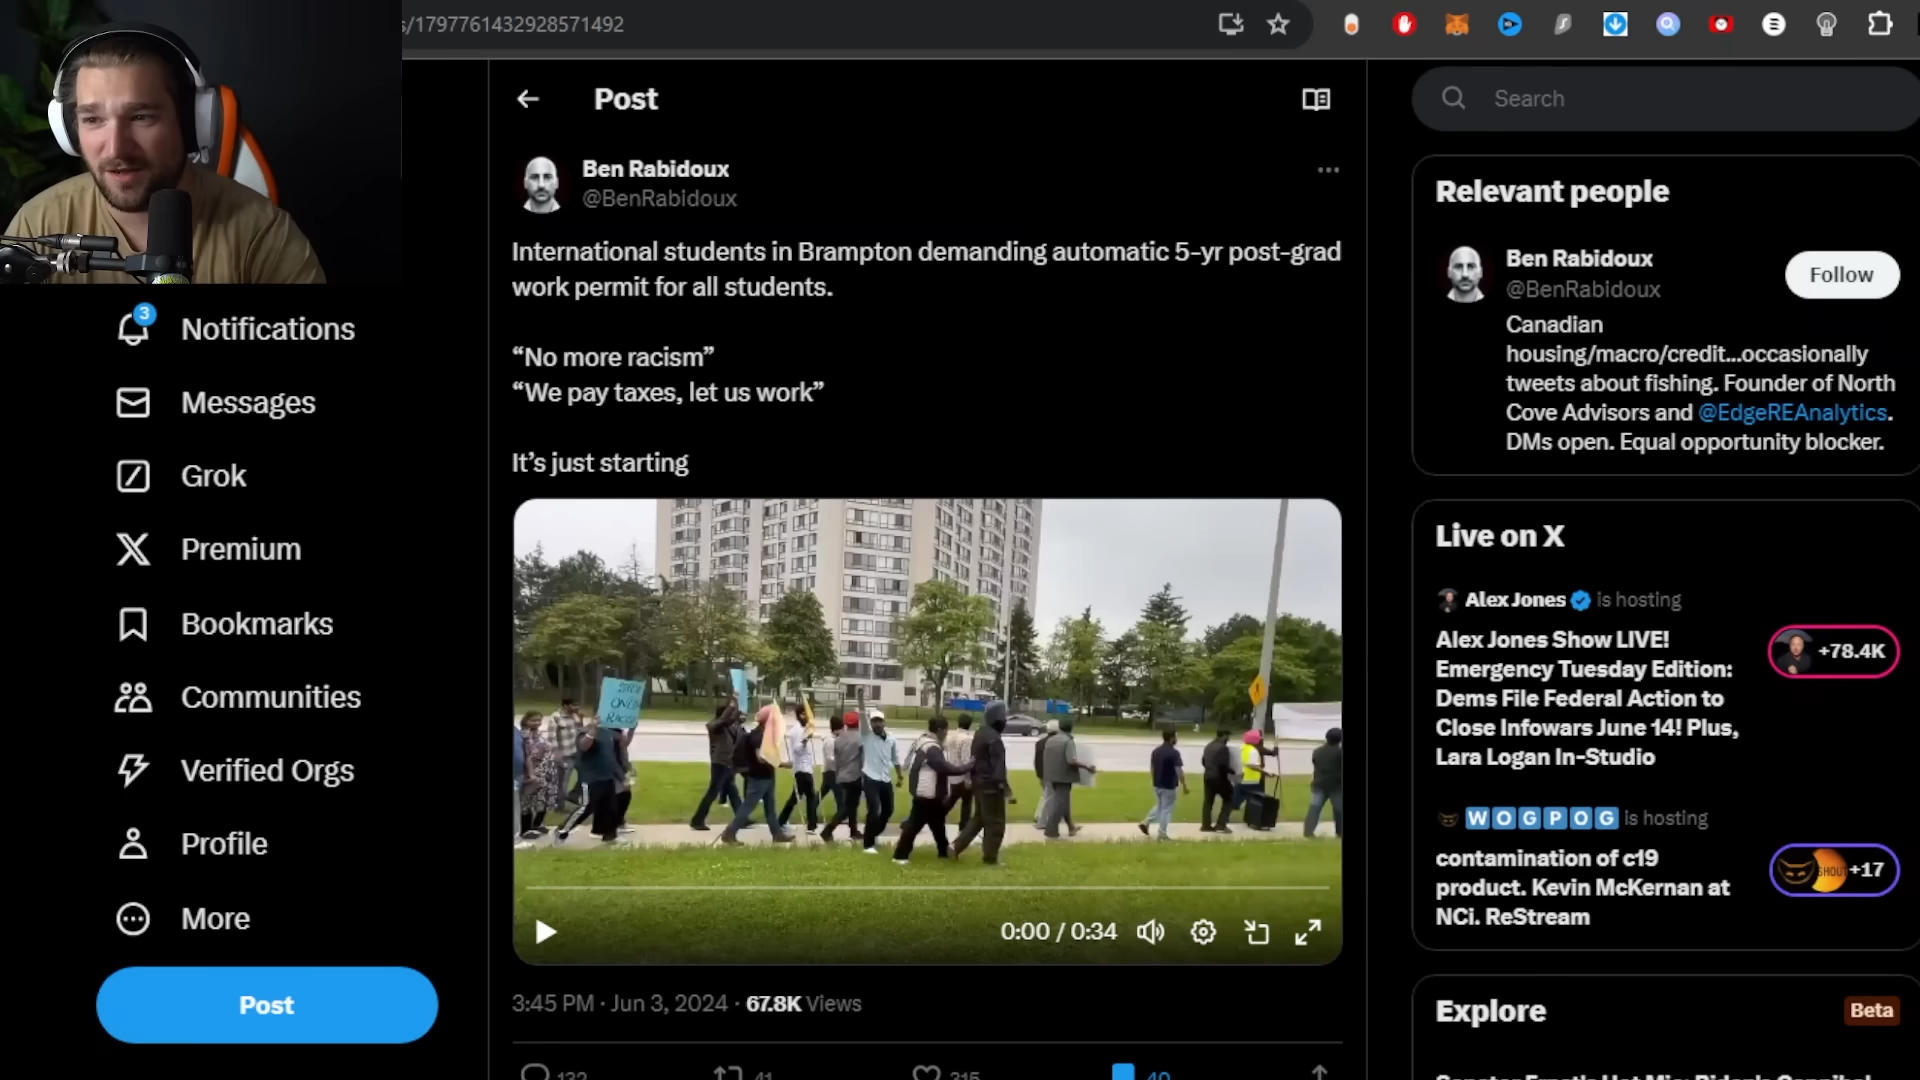 s/1797761432928571492
Post
Search
Ben Rabidoux
@BenRabidoux
International students in Brampton demanding automatic 5-yr post-grad
work permit for all students.
“No more racism”
“We pay taxes, let us work”
It’s just starting
0:00 / 0:34
3:45 PM · Jun 3, 2024 · 67.8K Views
132
41
315
40
3
Notifications
Messages
Grok
Premium
Bookmarks
Communities
Verified Orgs
Profile
More
Post
Relevant people
Ben Rabidoux
@BenRabidoux
Follow
Canadian
housing/macro/credit...occasionally
tweets about fishing. Founder of North
Cove Advisors and @EdgeREAnalytics.
DMs open. Equal opportunity blocker.
Live on X
Alex Jones is hosting
Alex Jones Show LIVE!
Emergency Tuesday Edition:
Dems File Federal Action to
Close Infowars June 14! Plus,
Lara Logan In-Studio
+78.4K
WOGPOG is hosting
contamination of c19
product. Kevin McKernan at
NCi. ReStream
SHOUT
+17
Explore
Beta